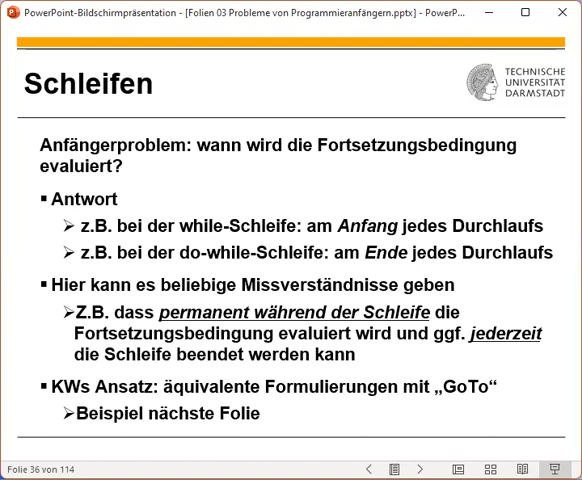 PowerPoint-Bildschirmpräsentation - [Folien 03 Probleme von Programmieranfängern.pptx] - PowerP...
Schleifen
TECHNISCHE
UNIVERSITÄT
DARMSTADT
Anfängerproblem: wann wird die Fortsetzungsbedingung
evaluiert?
▪ Antwort
➢ z.B. bei der while-Schleife: am Anfang jedes Durchlaufs
➢ z.B. bei der do-while-Schleife: am Ende jedes Durchlaufs
▪ Hier kann es beliebige Missverständnisse geben
➢ Z.B. dass permanent während der Schleife die
Fortsetzungsbedingung evaluiert wird und ggf. jederzeit
die Schleife beendet werden kann
▪ KWs Ansatz: äquivalente Formulierungen mit „GoTo“
➢ Beispiel nächste Folie
Folie 36 von 114